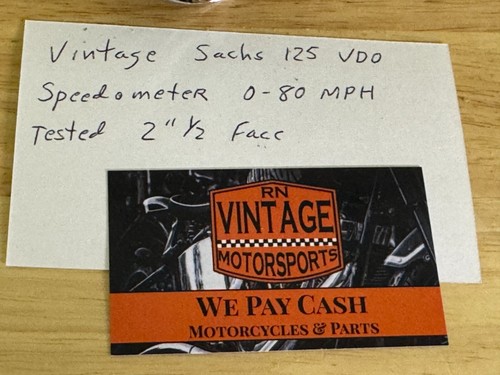 Vintage Sachs 125 VDO
Speedometer 0-80 MPH
Tested 2" 1/2 Face
RN
VINTAGE
MOTORSPORTS
WE PAY CASH
MOTORCYCLES & PARTS